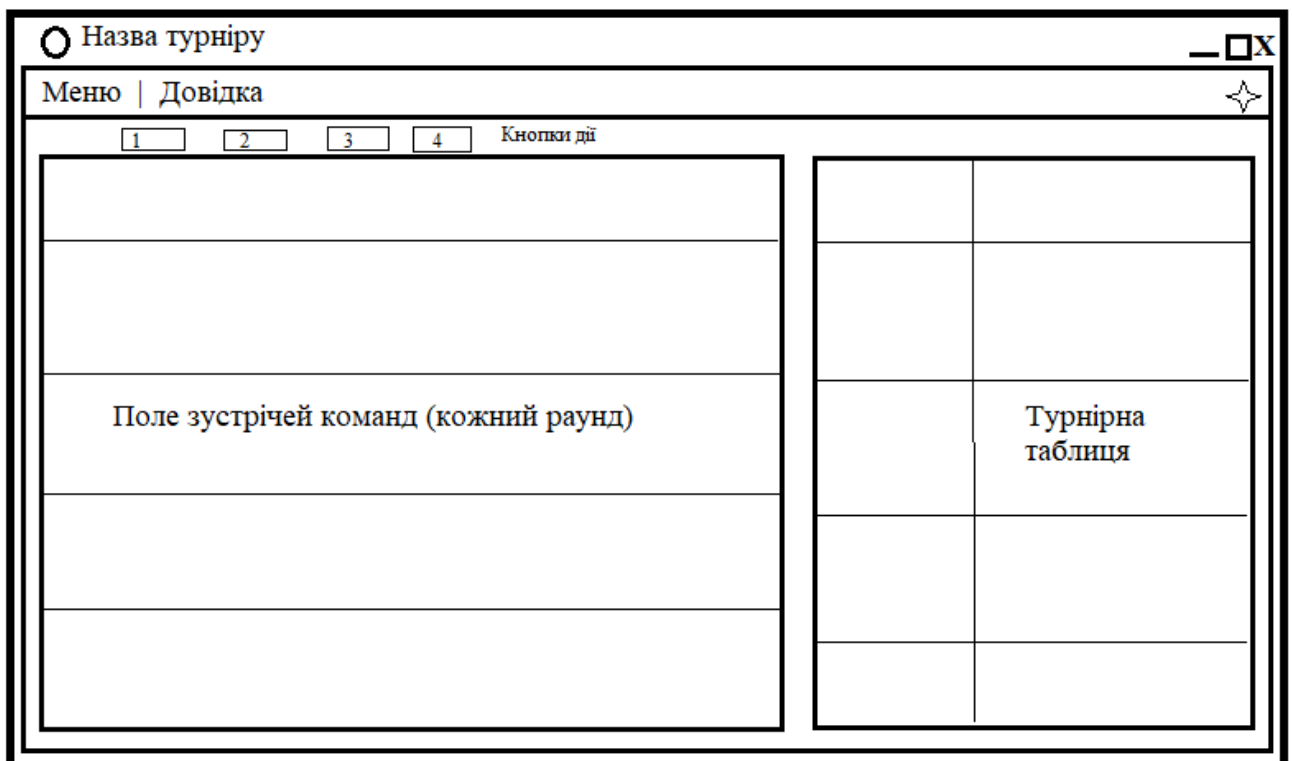 Назва турніру
X
Меню | Довідка
1 2 3 4 Кнопки дії
Поле зустрічей команд (кожний раунд)
Турнірна
таблиця